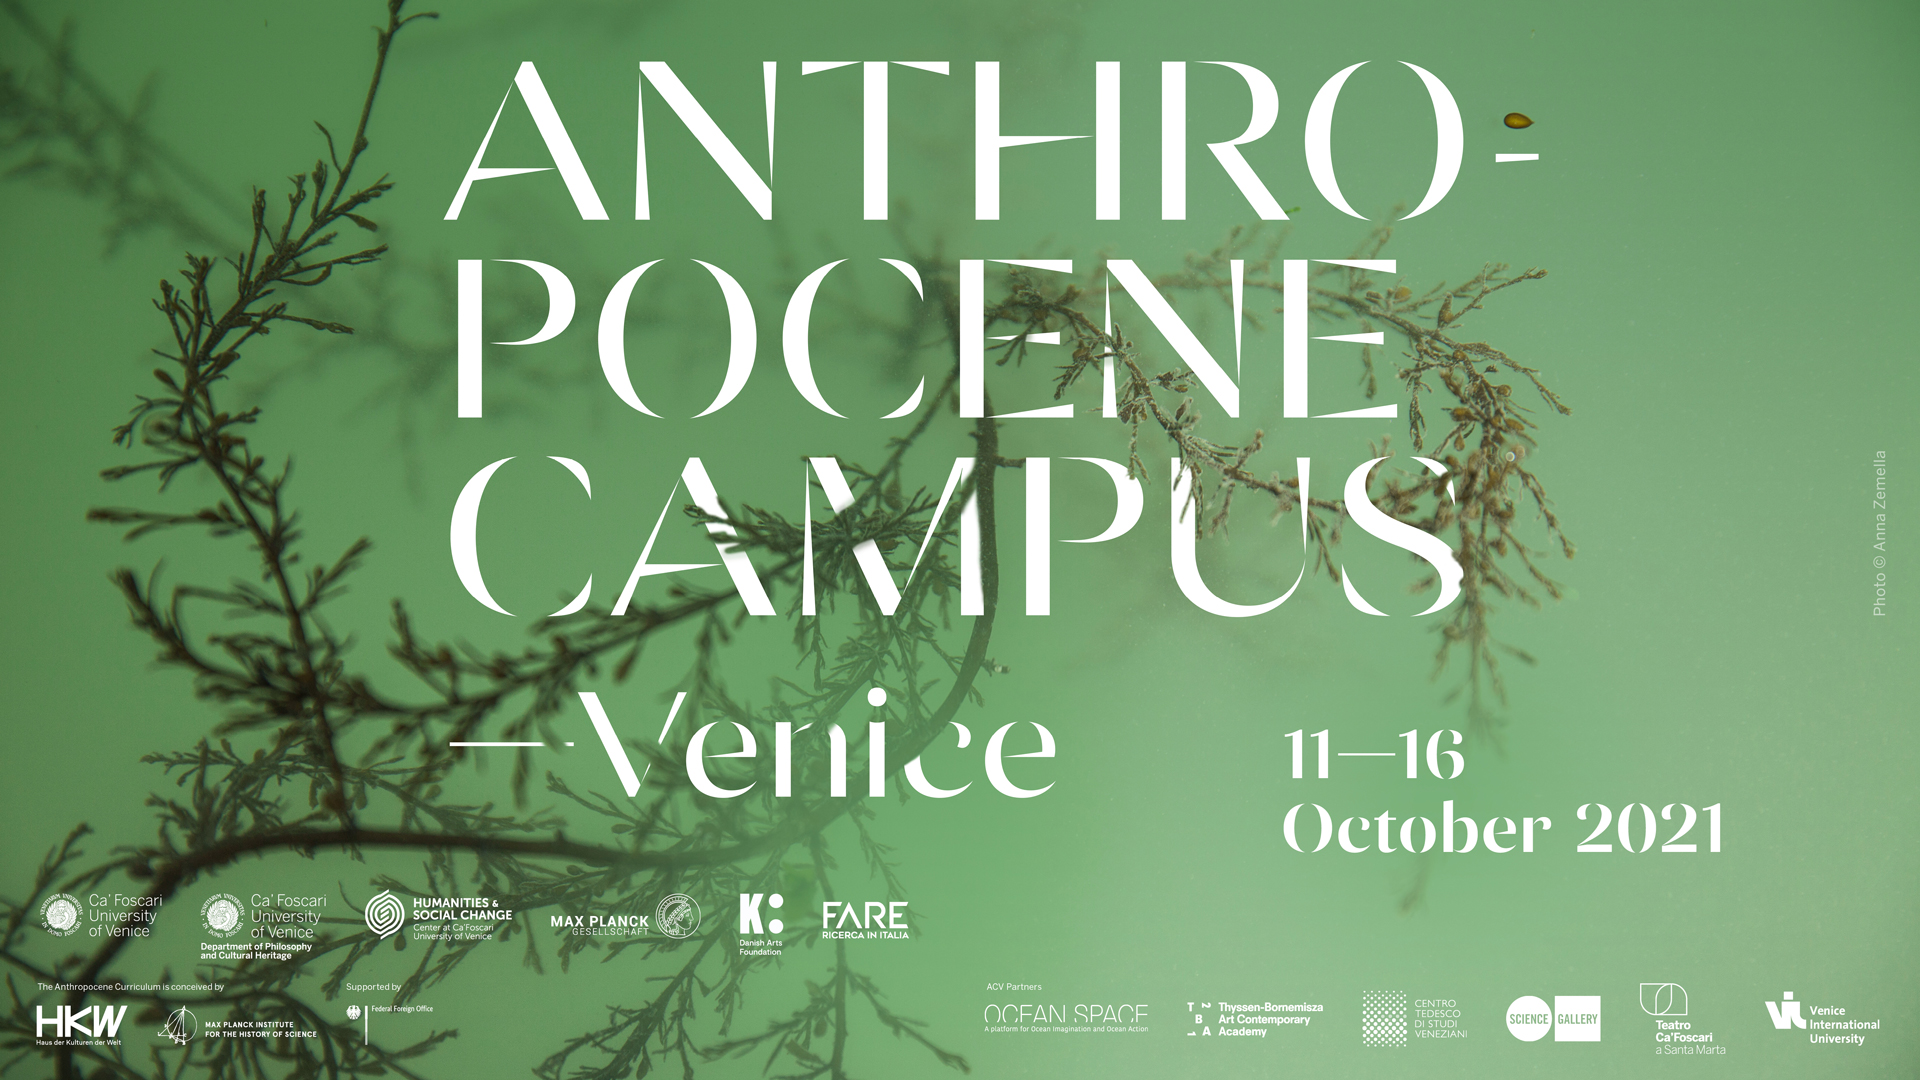 ANTHRO-
POCENE
CAMPUS
—Venice
11—16
October 2021
Photo © Anna Zemella
Ca' Foscari
University
of Venice
Ca' Foscari
University
of Venice
Department of Philosophy
and Cultural Heritage
HUMANITIES &
SOCIAL CHANGE
Center at Ca'Foscari
University of Venice
MAX PLANCK
GESELLSCHAFT
K:
Danish Arts
Foundation
FARE
RICERCA IN ITALIA
The Anthropocene Curriculum is conceived by
HKW
Haus der Kulturen der Welt
MAX PLANCK INSTITUTE
FOR THE HISTORY OF SCIENCE
Supported by
Federal Foreign Office
ACV Partners
OCEAN SPACE
A platform for Ocean Imagination and Ocean Action
T B A 2 1
Thyssen-Bornemisza
Art Contemporary
Academy
CENTRO
TEDESCO
DI STUDI
VENEZIANI
SCIENCE GALLERY
Teatro
Ca'Foscari
a Santa Marta
Venice
International
University